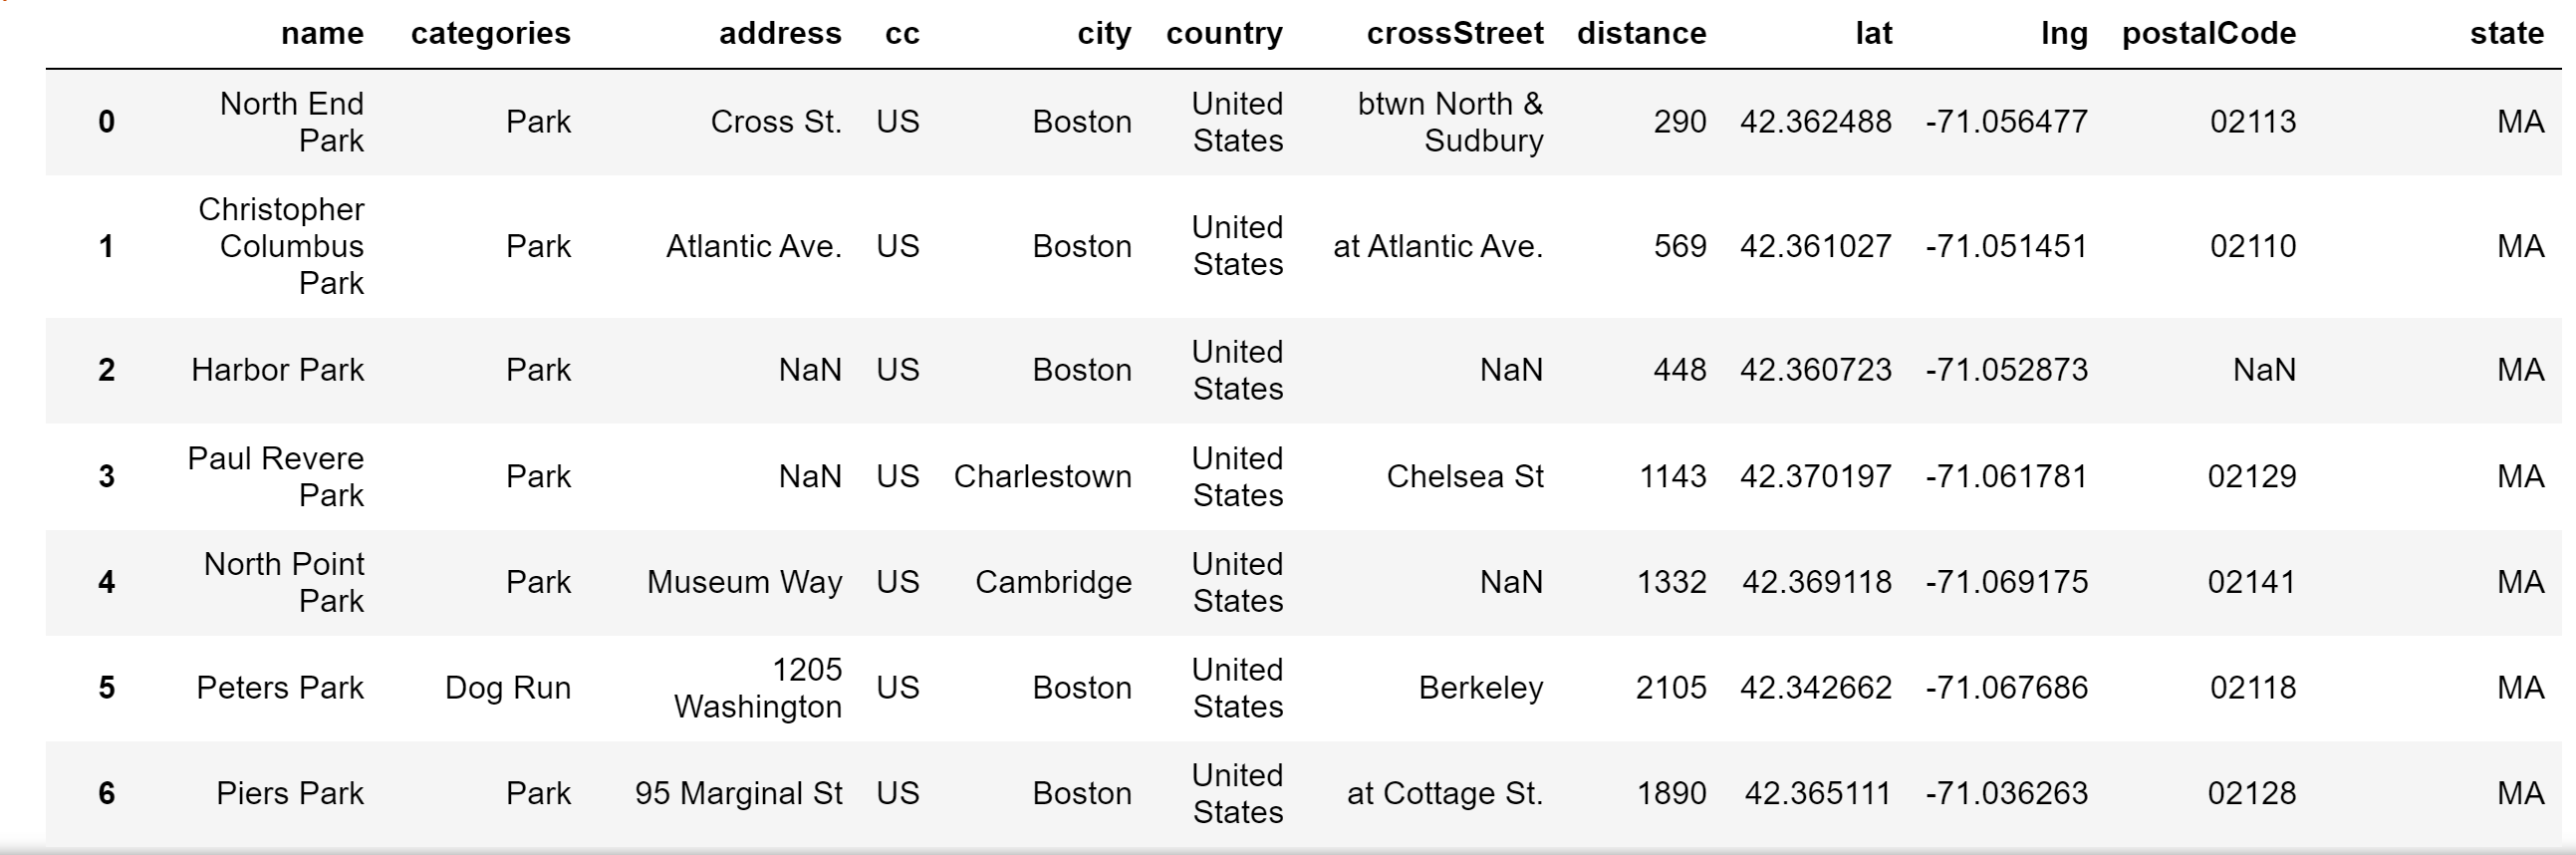 name categories address cc city country crossStreet distance lat lng postalCode state
0 North End Park Park Cross St. US Boston United States btwn North & Sudbury 290 42.362488 -71.056477 02113 MA
1 Christopher Columbus Park Park Atlantic Ave. US Boston United States at Atlantic Ave. 569 42.361027 -71.051451 02110 MA
2 Harbor Park Park NaN US Boston United States NaN 448 42.360723 -71.052873 NaN MA
3 Paul Revere Park Park NaN US Charlestown United States Chelsea St 1143 42.370197 -71.061781 02129 MA
4 North Point Park Park Museum Way US Cambridge United States NaN 1332 42.369118 -71.069175 02141 MA
5 Peters Park Dog Run 1205 Washington US Boston United States Berkeley 2105 42.342662 -71.067686 02118 MA
6 Piers Park Park 95 Marginal St US Boston United States at Cottage St. 1890 42.365111 -71.036263 02128 MA